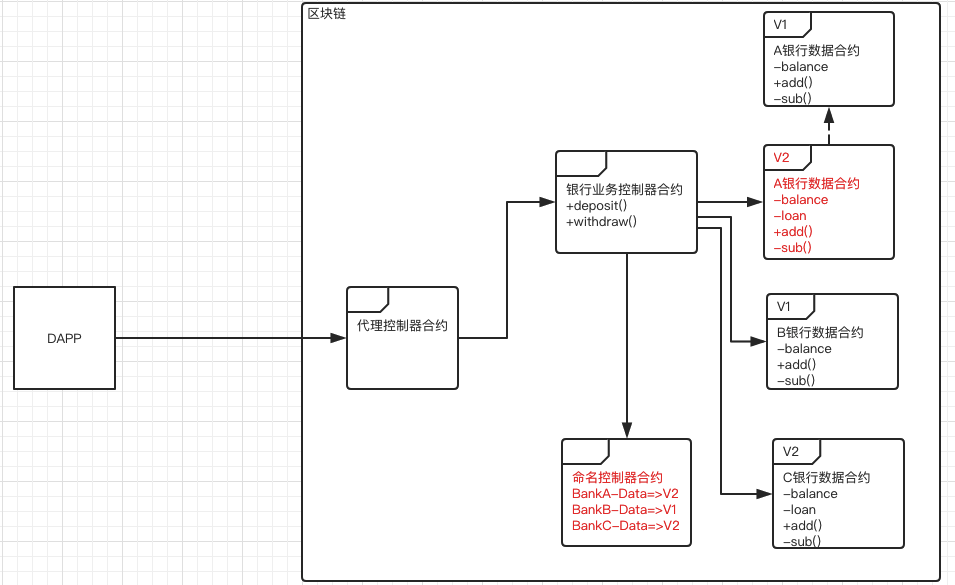 区块链
V1
A银行数据合约
-balance
+add()
-sub()
V2
A银行数据合约
-balance
-loan
+add()
-sub()
银行业务控制器合约
+deposit()
+withdraw()
DAPP
代理控制器合约
V1
B银行数据合约
-balance
+add()
-sub()
命名控制器合约
BankA-Data=>V2
BankB-Data=>V1
BankC-Data=>V2
V2
C银行数据合约
-balance
-loan
+add()
-sub()